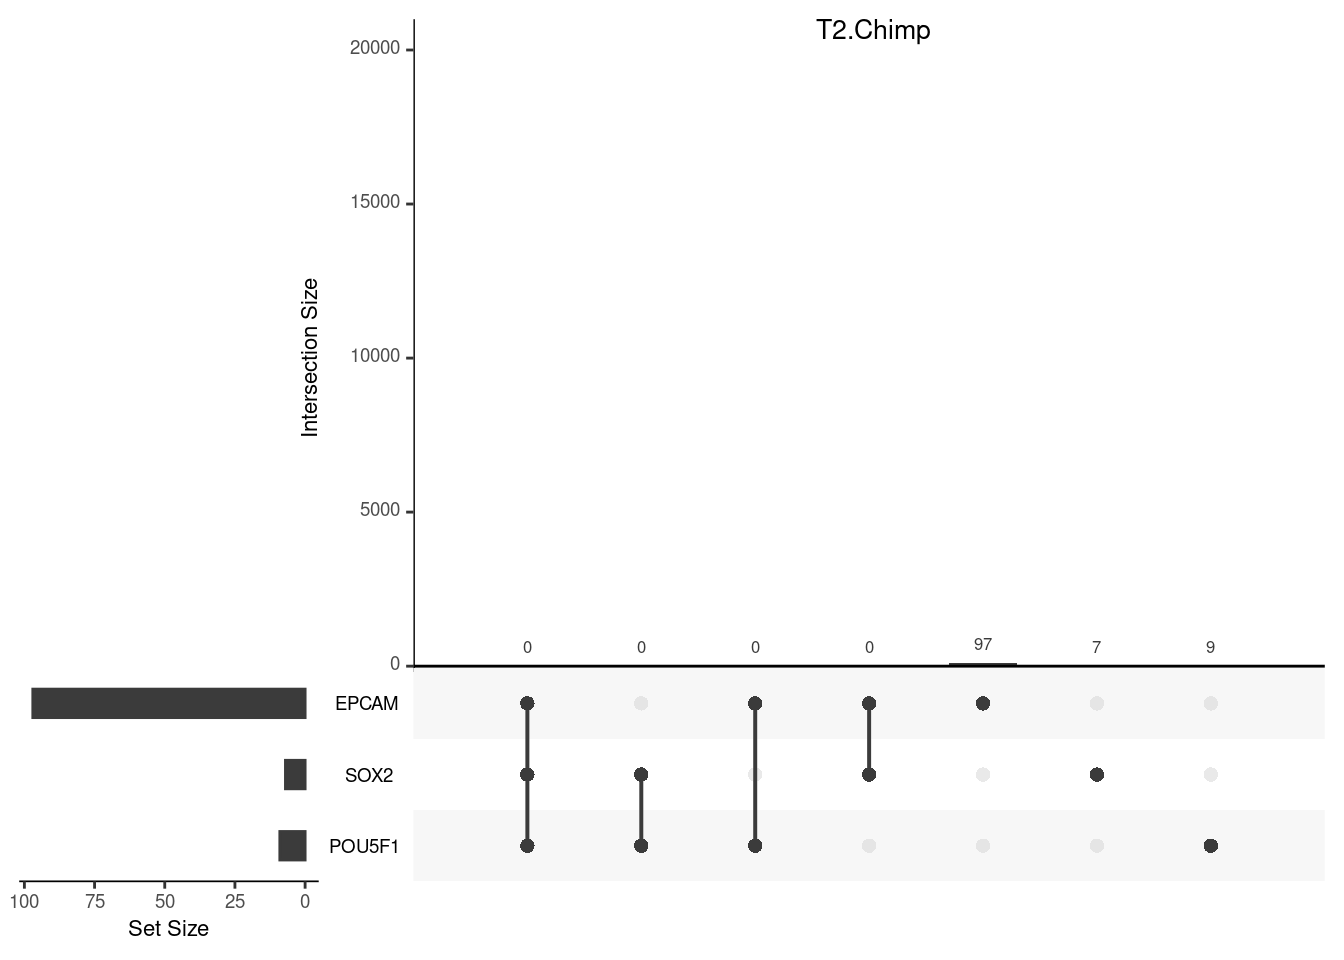 T2.Chimp
20000
15000
10000
5000
0
Intersection Size
0 0 0 0 97 7 9
EPCAM
SOX2
POU5F1
100 75 50 25 0
Set Size